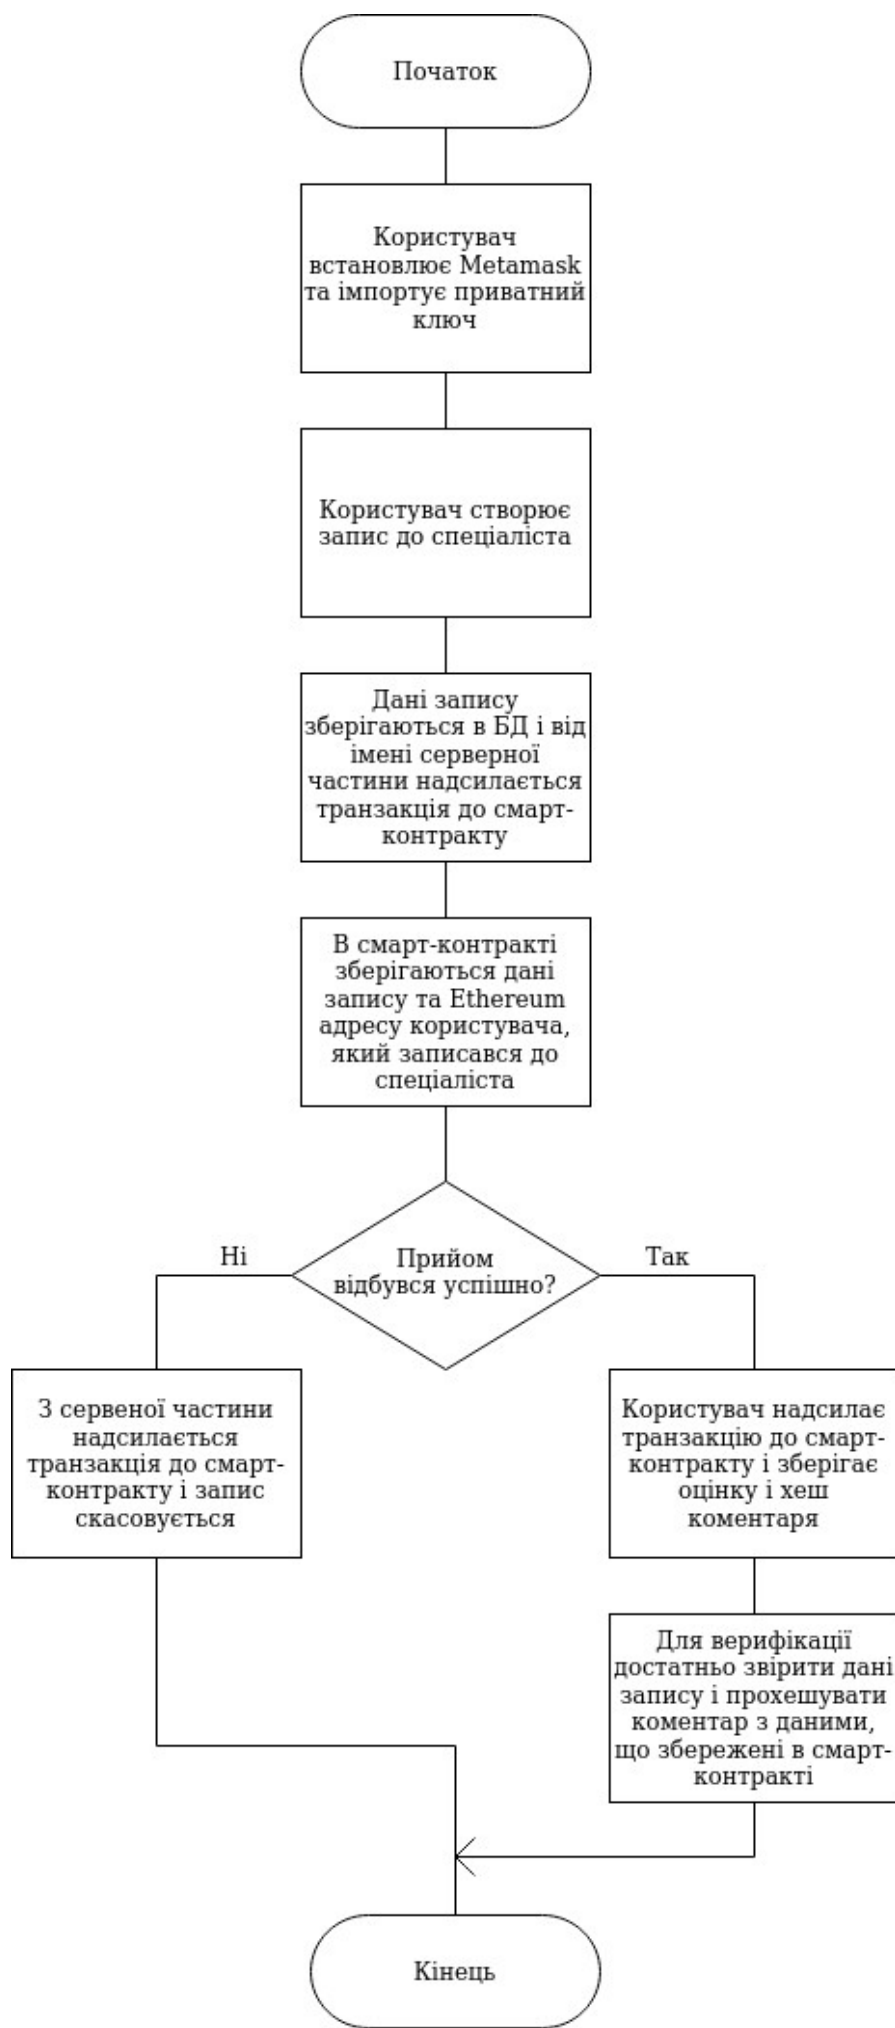 Початок
Користувач
встановлює Metamask
та імпортує приватний
ключ
Користувач створює
запис до спеціаліста
Дані запису
зберігаються в БД і від
імені серверної
частини надсилається
транзакція до смарт-
контракту
В смарт-контракті
зберігаються дані
запису та Ethereum
адресу користувача,
який записався до
спеціаліста
Прийом
відбувся успішно?
Ні
Так
З сервеної частини
надсилається
транзакція до смарт-
контракту і запис
скасовується
Користувач надсилає
транзакцію до смарт-
контракту і зберігає
оцінку і хеш
коментаря
Для верифікації
достатньо звірити дані
запису і прохешувати
коментар з даними,
що збережені в смарт-
контракті
Кінець